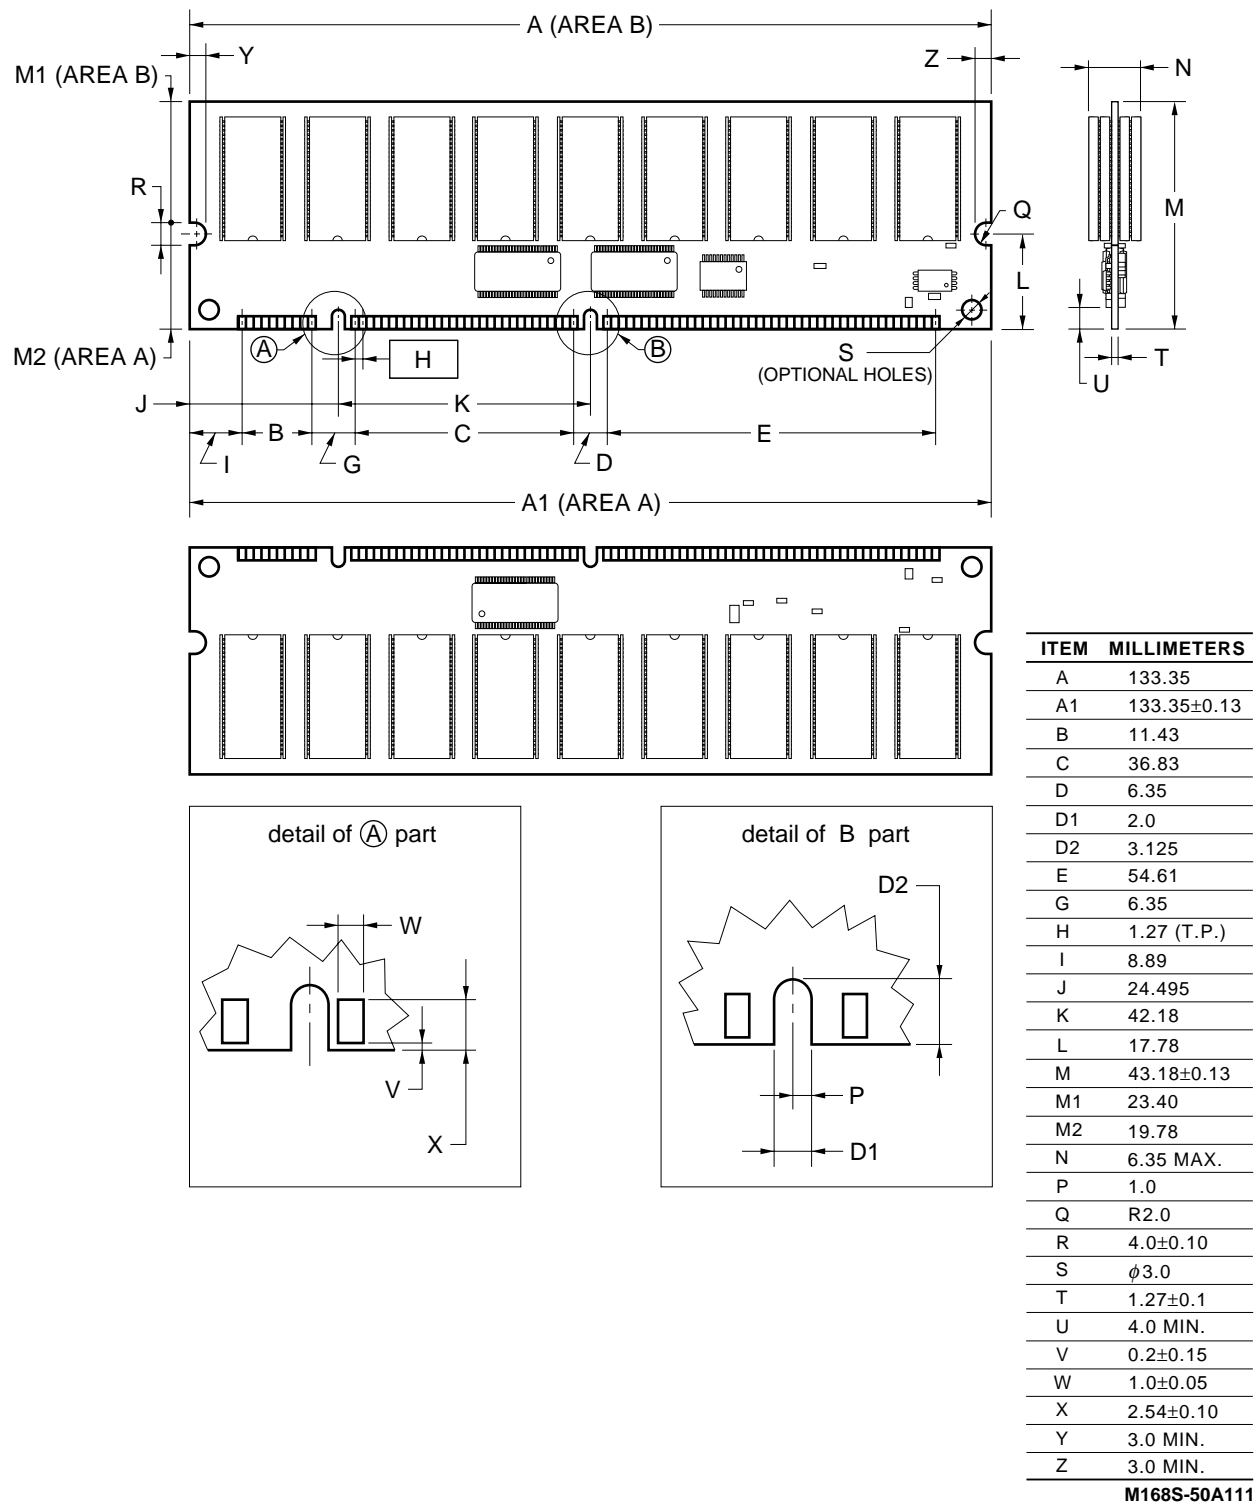 A (AREA B)
Y
Z
M1 (AREA B)
N
R
Q
M
L
M2 (AREA A)
A
H
B
S
(OPTIONAL HOLES)
T
U
J
K
I
B
G
C
D
E
A1 (AREA A)
detail of A part
W
V
X
detail of B part
D2
P
D1
ITEM MILLIMETERS
A 133.35
A1 133.35±0.13
B 11.43
C 36.83
D 6.35
D1 2.0
D2 3.125
E 54.61
G 6.35
H 1.27 (T.P.)
I 8.89
J 24.495
K 42.18
L 17.78
M 43.18±0.13
M1 23.40
M2 19.78
N 6.35 MAX.
P 1.0
Q R2.0
R 4.0±0.10
S ϕ3.0
T 1.27±0.1
U 4.0 MIN.
V 0.2±0.15
W 1.0±0.05
X 2.54±0.10
Y 3.0 MIN.
Z 3.0 MIN.
M168S-50A111